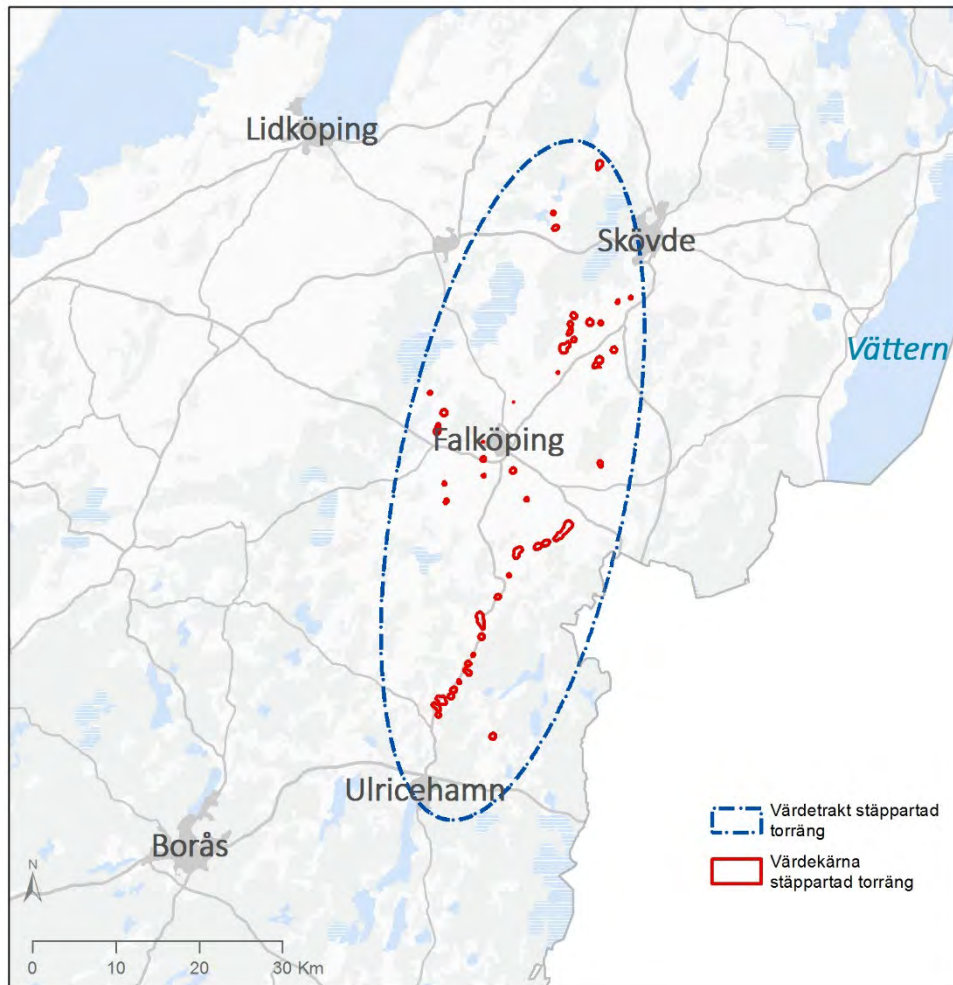 Lidköping
Skövde
Vättern
Falköping
Ulricehamn
Borås
Värdetrakt stäppartad
torräng
Värdekärna
stäppartad torräng
N
0 10 20 30 Km